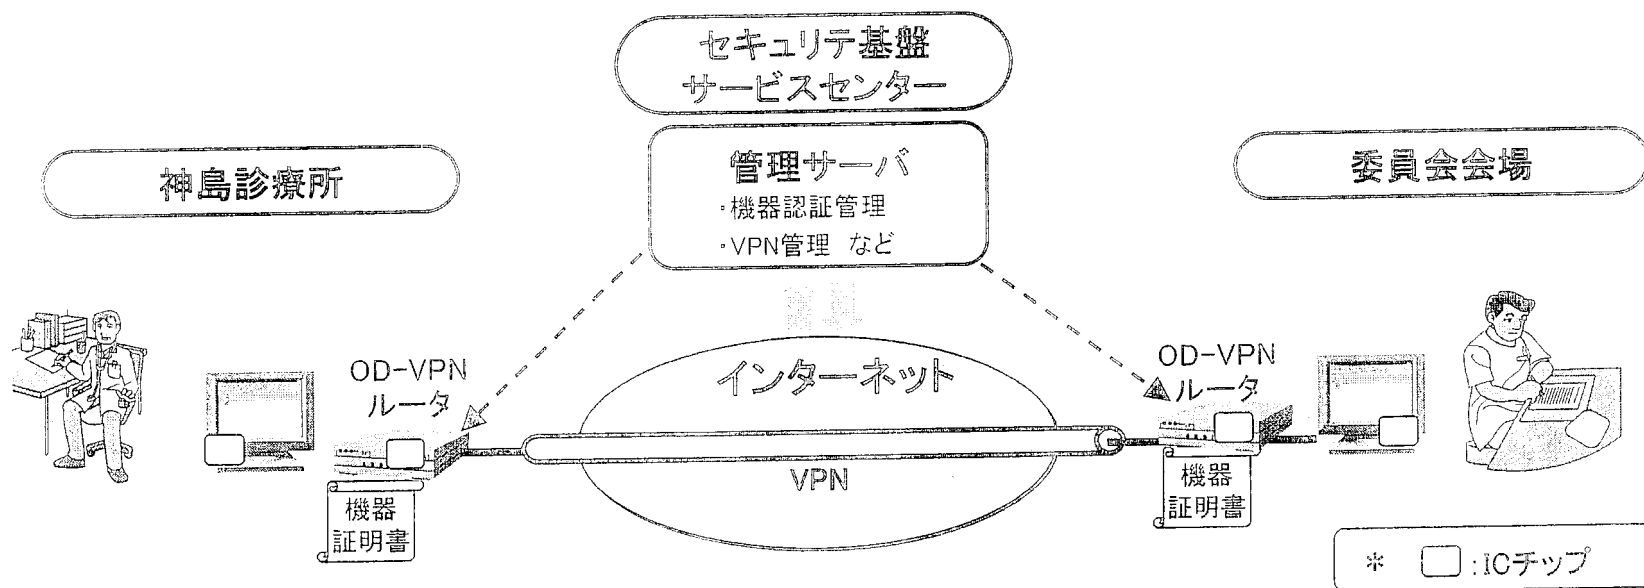 セキュリテ基盤
サービスセンター
神島診療所
管理サーバ
・機器認証管理
・VPN管理 など
委員会会場
OD-VPN
ルータ
インターネット
OD-VPN
ルータ
VPN
機器
証明書
機器
証明書
* :ICチップ